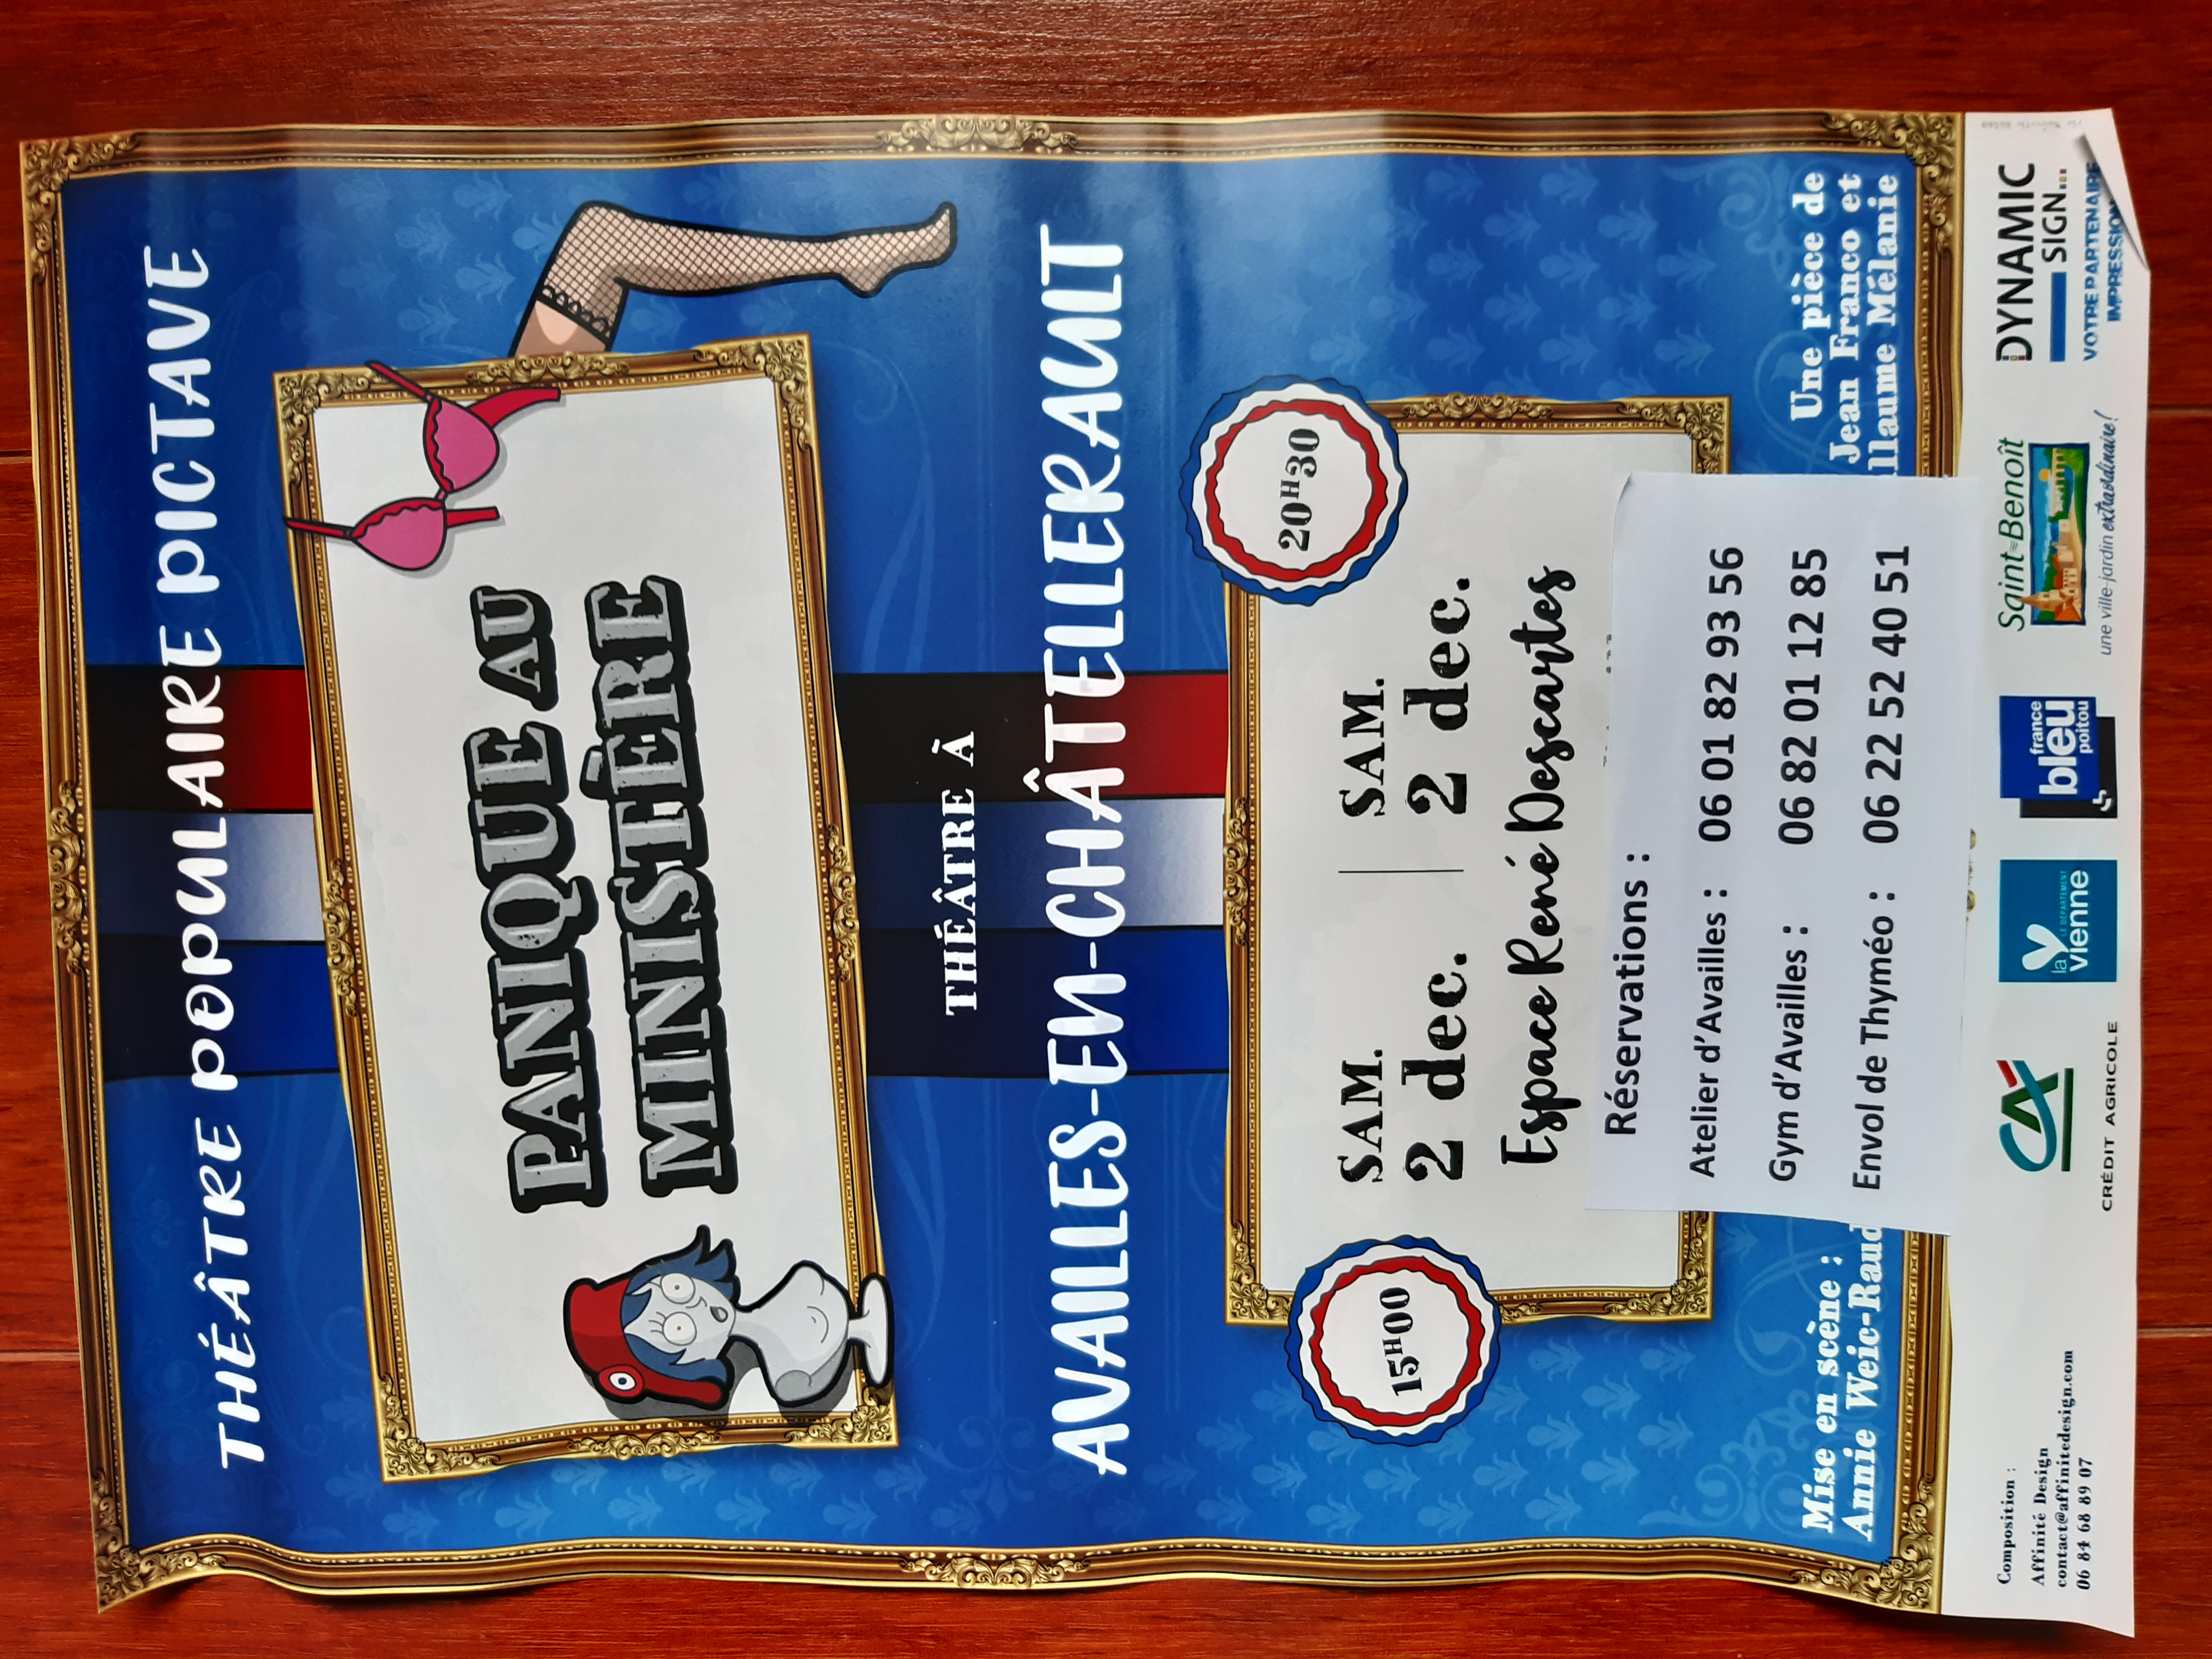 THÉÂTRE POPULAIRE PICTAVE
PANIQUE AU
MINISTÈRE
THÉÂTRE À
AVAILLES-EN-CHÂTELLERAULT
15H00
20H30
SAM.
2 dec.
SAM.
2 dec.
Espace René Descartes
Réservations :
Atelier d'Availles : 06 01 82 93 56
Gym d'Availles : 06 82 01 12 85
Envol de Thyméo : 06 22 52 40 51
Mise en scène :
Annie Weic-Raud
Une pièce de
Jean Franco et
llaume Mélanie
Composition :
Affinité Design
contact@affinitedesign.com
06 84 68 89 07
CA
CRÉDIT AGRICOLE
la
vienne
LE DÉPARTEMENT
france
bleu
poitou
Saint-Benoît
une ville-jardin extraordinaire!
DYNAMIC
SIGN...
VOTRE PARTENAIRE
IMPRESSION